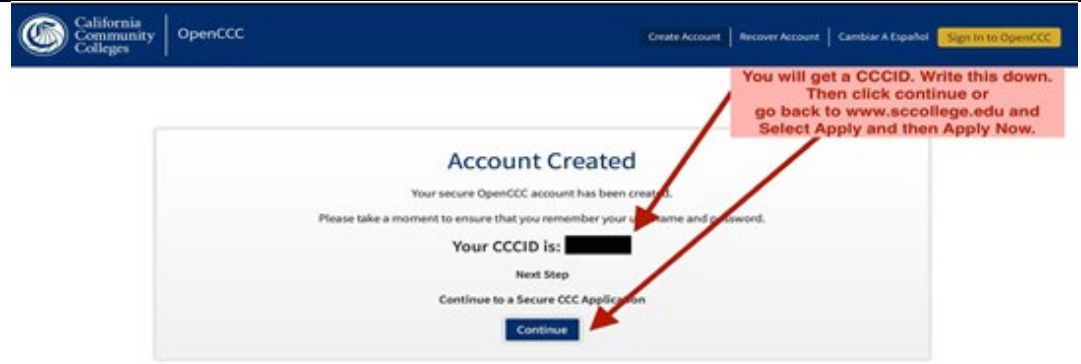 California
Community
Colleges
OpenCCC
Create Account
Recover Account
Cambiar A Español
Sign In to OpenCCC
You will get a CCCID. Write this down.
Then click continue or
go back to www.sccollege.edu and
Select Apply and then Apply Now.
Account Created
Your secure OpenCCC account has been created.
Please take a moment to ensure that you remember your username and password.
Your CCCID is:
Next Step
Continue to a Secure CCC Application
Continue